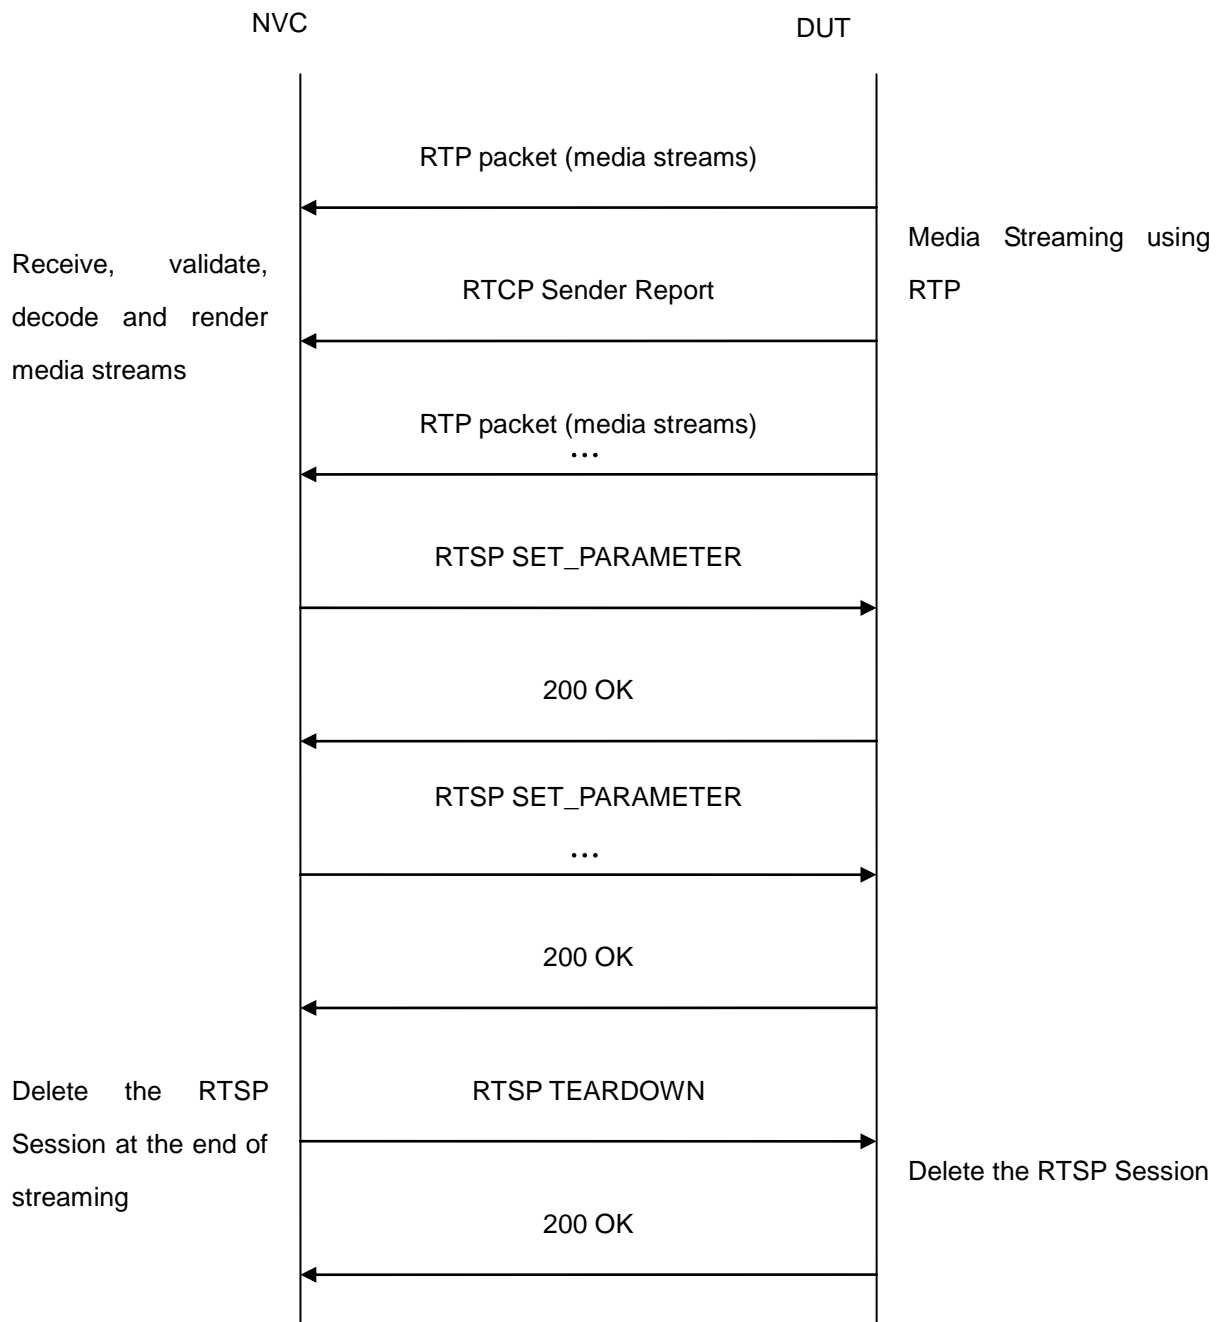 NVC
DUT
RTP packet (media streams)
Media Streaming using
RTP
Receive, validate,
decode and render
media streams
RTCP Sender Report
RTP packet (media streams)
...
RTSP SET_PARAMETER
200 OK
RTSP SET_PARAMETER
...
200 OK
Delete the RTSP
Session at the end of
streaming
RTSP TEARDOWN
Delete the RTSP Session
200 OK